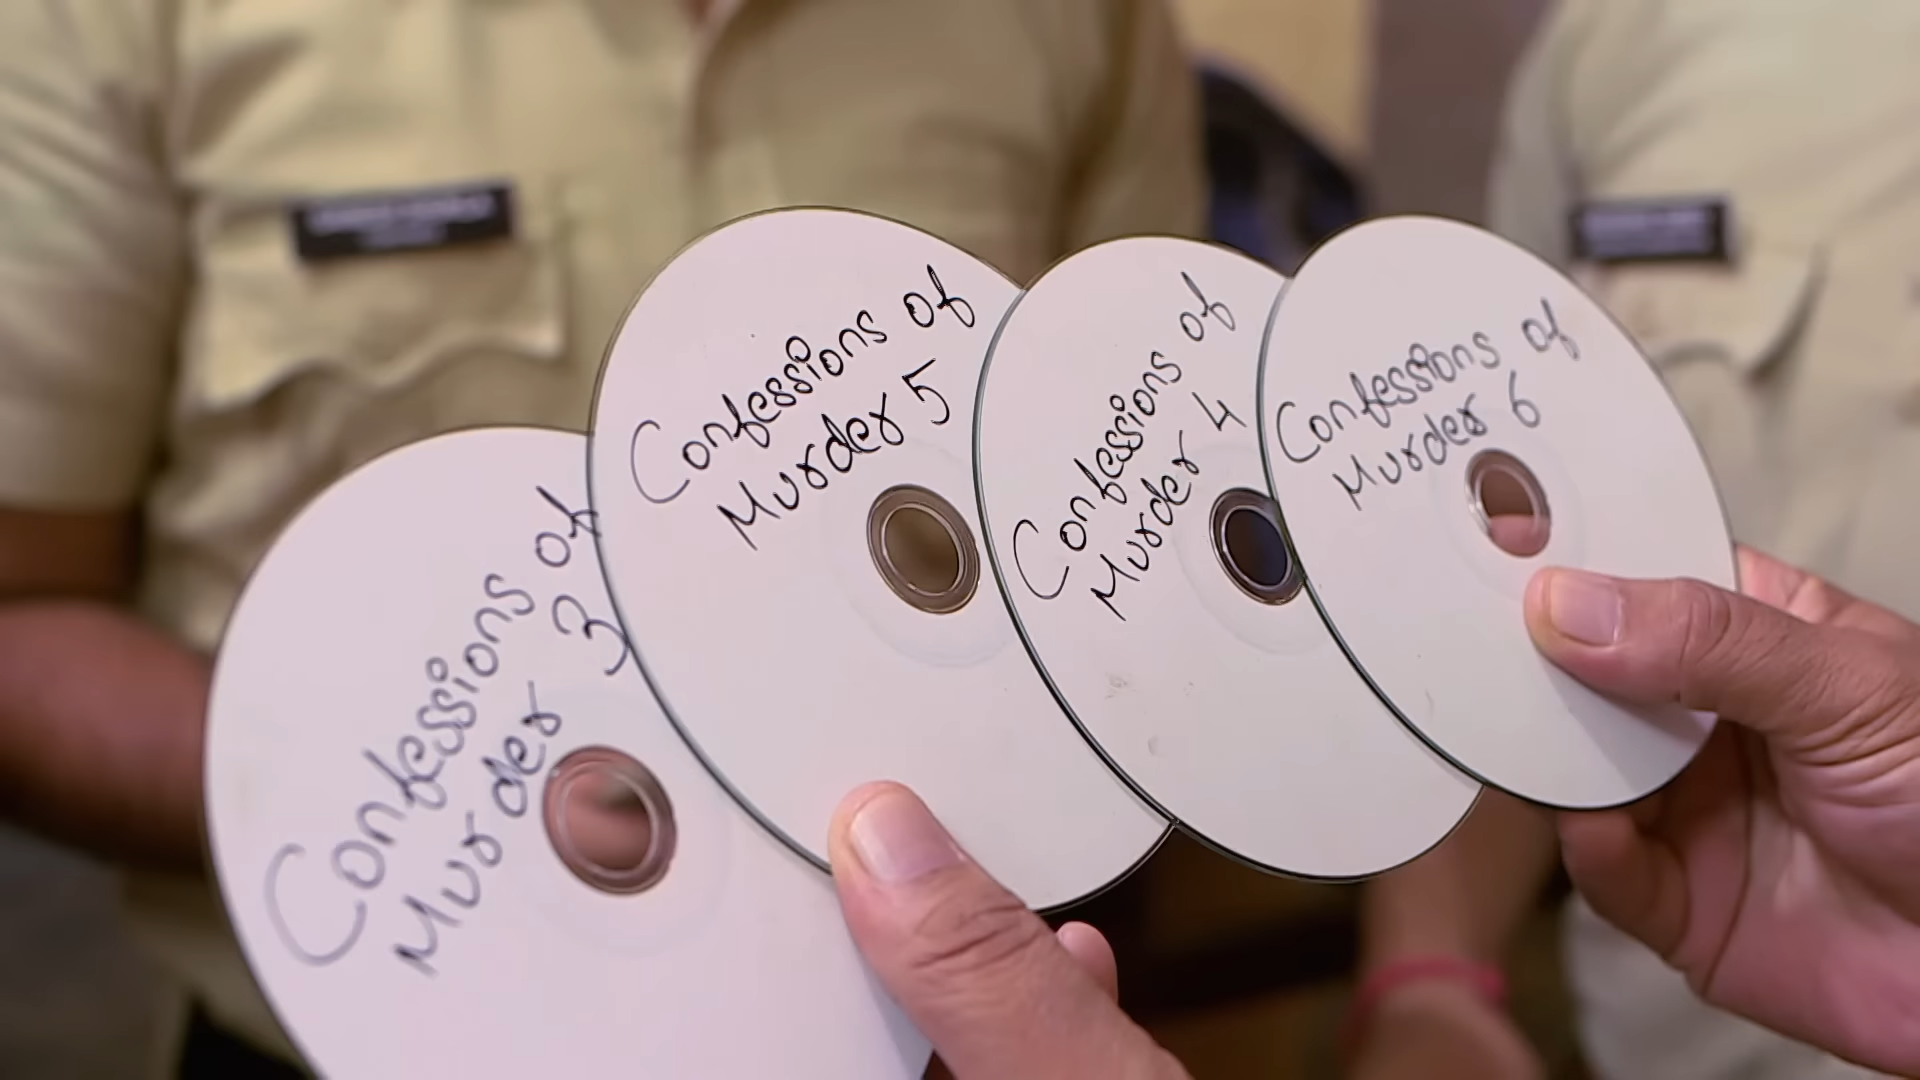 Confessions of
Murder 3
Confessions of
Murder 5
Confessions of
Murder 4
Confessions of
Murder 6